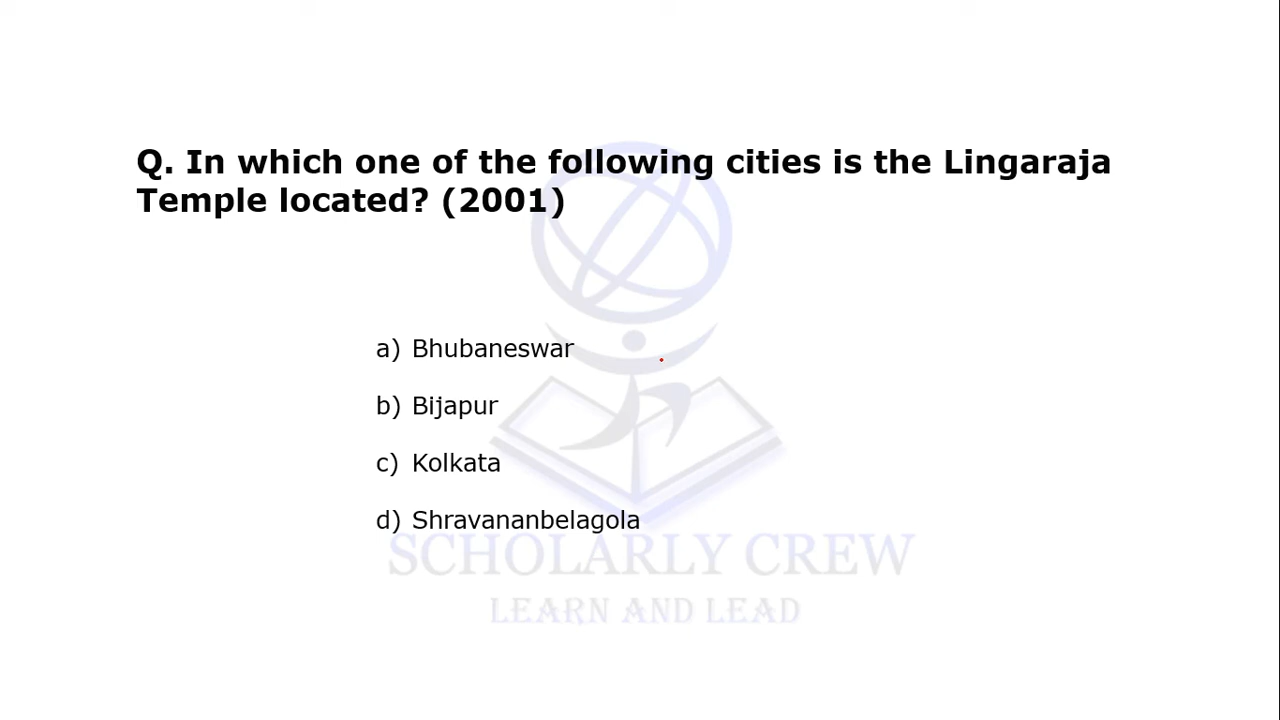 Q. In which one of the following cities is the Lingaraja
Temple located? (2001)
a) Bhubaneswar
b) Bijapur
c) Kolkata
d) Shravananbelagola
SCHOLARLY CREW
LEARN AND LEAD